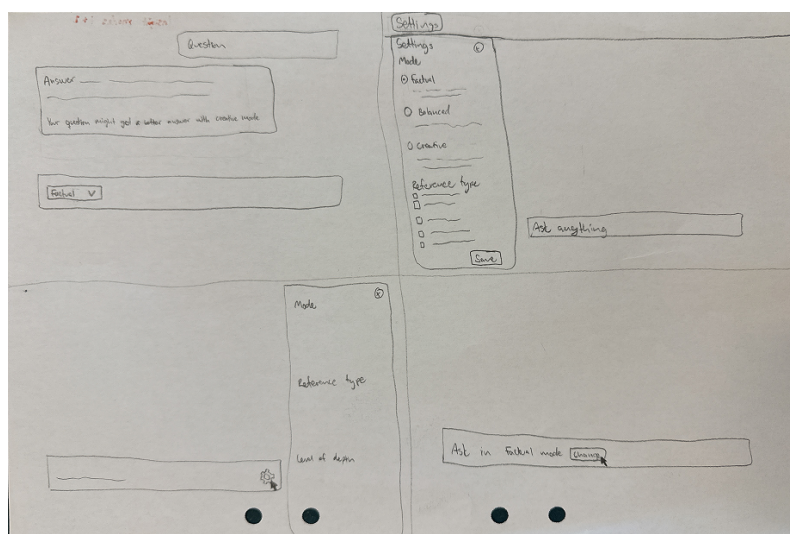 Question
Answer
Your question might get a better answer with creative mode
Factual
Settings
Settings
Mode
Factual
Balanced
Creative
Reference type
Save
Ask anything
Mode
Reference type
Level of depth
Ask in Factual mode change